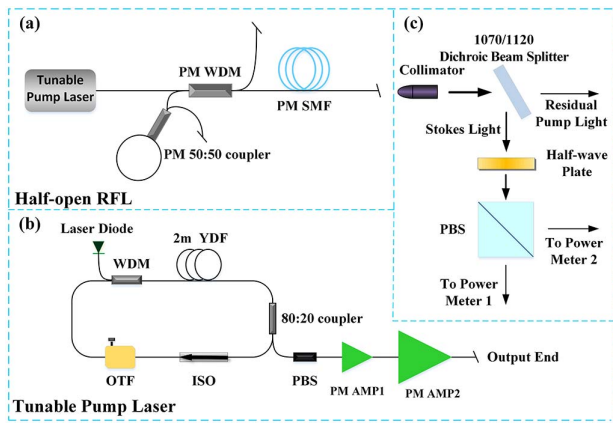 (a)
Tunable
Pump Laser
PM WDM
PM SMF
PM 50:50 coupler
Half-open RFL
(b)
Laser Diode
WDM
2m YDF
80:20 coupler
OTF
ISO
PBS
PM AMP1
PM AMP2
Output End
Tunable Pump Laser
(c)
1070/1120
Dichroic Beam Splitter
Collimator
Residual
Pump Light
Stokes Light
Half-wave
Plate
PBS
To Power
Meter 2
To Power
Meter 1